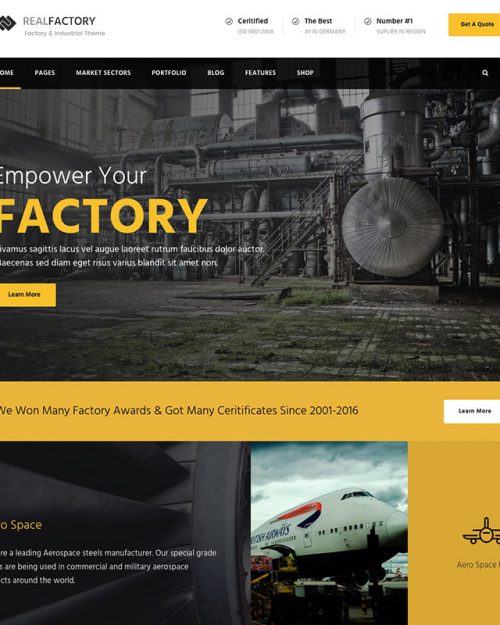 REALFACTORY
Factory & Industrial Theme
Ceritified
ISO 9001:2008
The Best
#1 IN GERMANY
Number #1
SUPLIER IN REGION
Get A Quote
OME
PAGES
MARKET SECTORS
PORTFOLIO
BLOG
FEATURES
SHOP
Empower Your
FACTORY
ivamus sagittis lacus vel augue laoreet rutrum faucibus dolor auctor.
aecenas sed diam eget risus varius blandit sit amet non.
Learn More
We Won Many Factory Awards & Got Many Ceritificates Since 2001-2016
Learn More
o Space
re a leading Aerospace steels manufacturer. Our special grade
s are being used in commercial and military aerospace
cts around the world.
BRITISH AIRWAYS
Aero Space